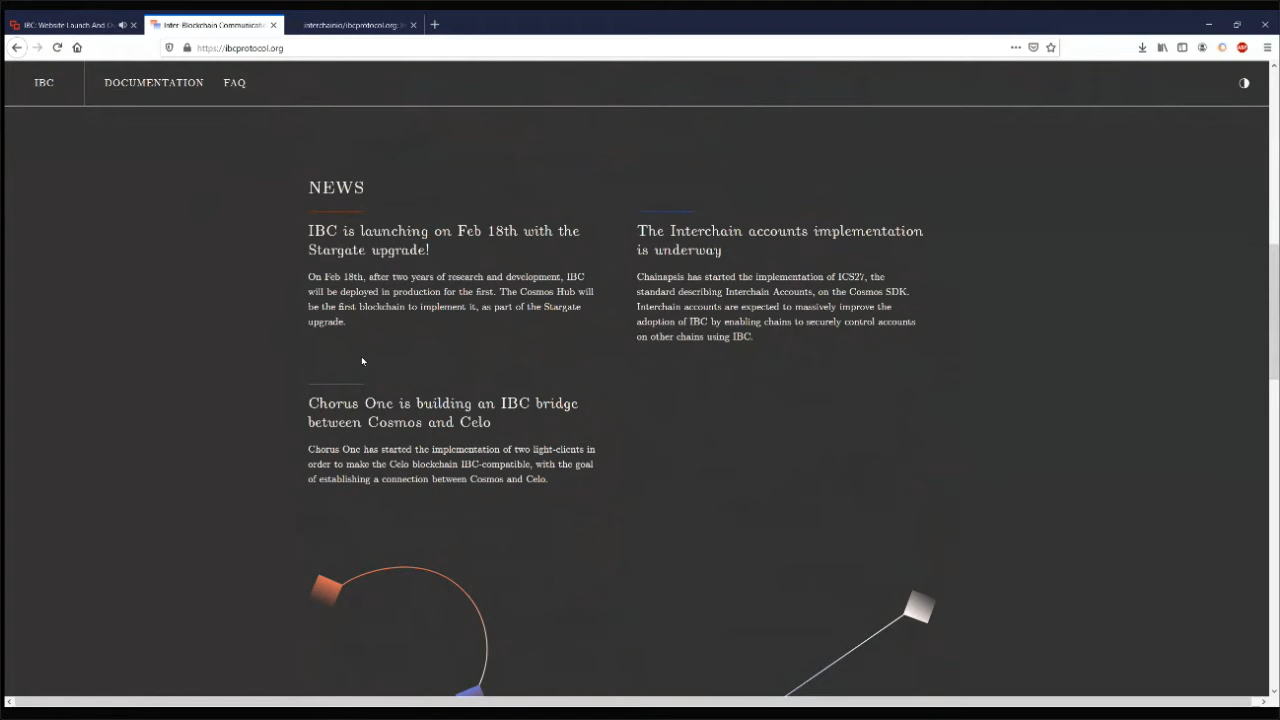 IBC: Website Launch And
Inter-Blockchain Communicati
interchainio/ibcprotocol.org:
https://ibcprotocol.org
IBC
DOCUMENTATION
FAQ
NEWS
IBC is launching on Feb 18th with the
Stargate upgrade!
On Feb 18th, after two years of research and development, IBC
will be deployed in production for the first. The Cosmos Hub will
be the first blockchain to implement it, as part of the Stargate
upgrade.
The Interchain accounts implementation
is underway
Chainapsis has started the implementation of ICS27, the
standard describing Interchain Accounts, on the Cosmos SDK.
Interchain accounts are expected to massively improve the
adoption of IBC by enabling chains to securely control accounts
on other chains using IBC.
Chorus One is building an IBC bridge
between Cosmos and Celo
Chorus One has started the implementation of two light-clients in
order to make the Celo blockchain IBC-compatible, with the goal
of establishing a connection between Cosmos and Celo.